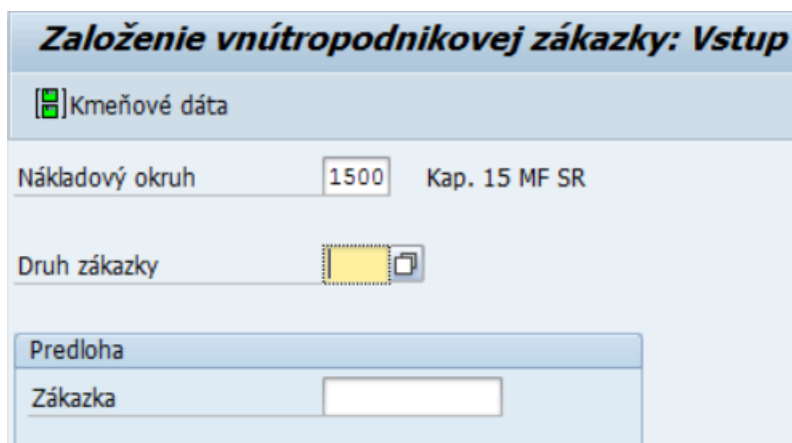 Založenie vnútropodnikovej zákazky: Vstup
Kmeňové dáta
Nákladový okruh 1500 Kap. 15 MF SR
Druh zákazky
Predloha
Zákazka